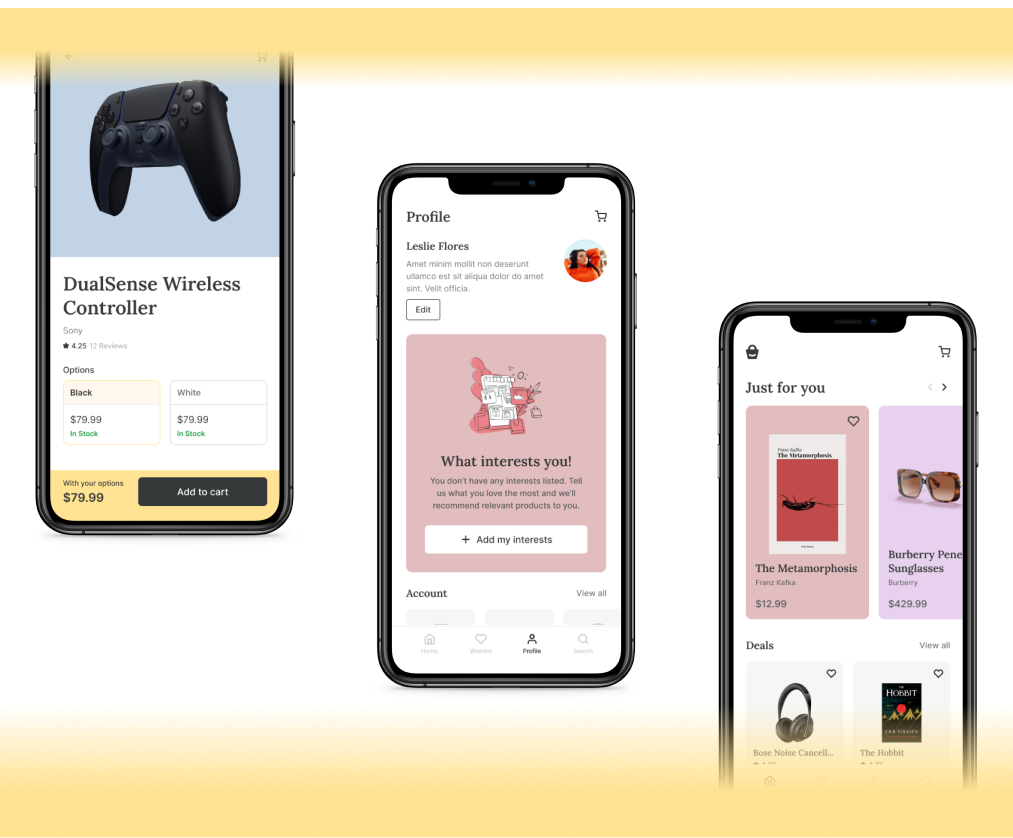 DualSense Wireless
Controller
Sony
4.25 12 Reviews
Options
Black
$79.99
In Stock
White
$79.99
In Stock
With your options
$79.99
Add to cart
Profile
Leslie Flores
Amet minim mollit non deserunt
ullamco est sit aliqua dolor do amet
sint. Velit officia.
Edit
What interests you!
You don't have any interests listed. Tell
us what you love the most and we'll
recommend relevant products to you.
+ Add my interests
Account
View all
Home
Wishlist
Profile
Search
Just for you
Franz Kafka
The Metamorphosis
The Metamorphosis
Franz Kafka
$12.99
Burberry Pene
Sunglasses
Burberry
$429.99
Deals
View all
Bose Noise Cancell...
THE
HOBBIT
J.R.R. TOLKIEN
The Hobbit